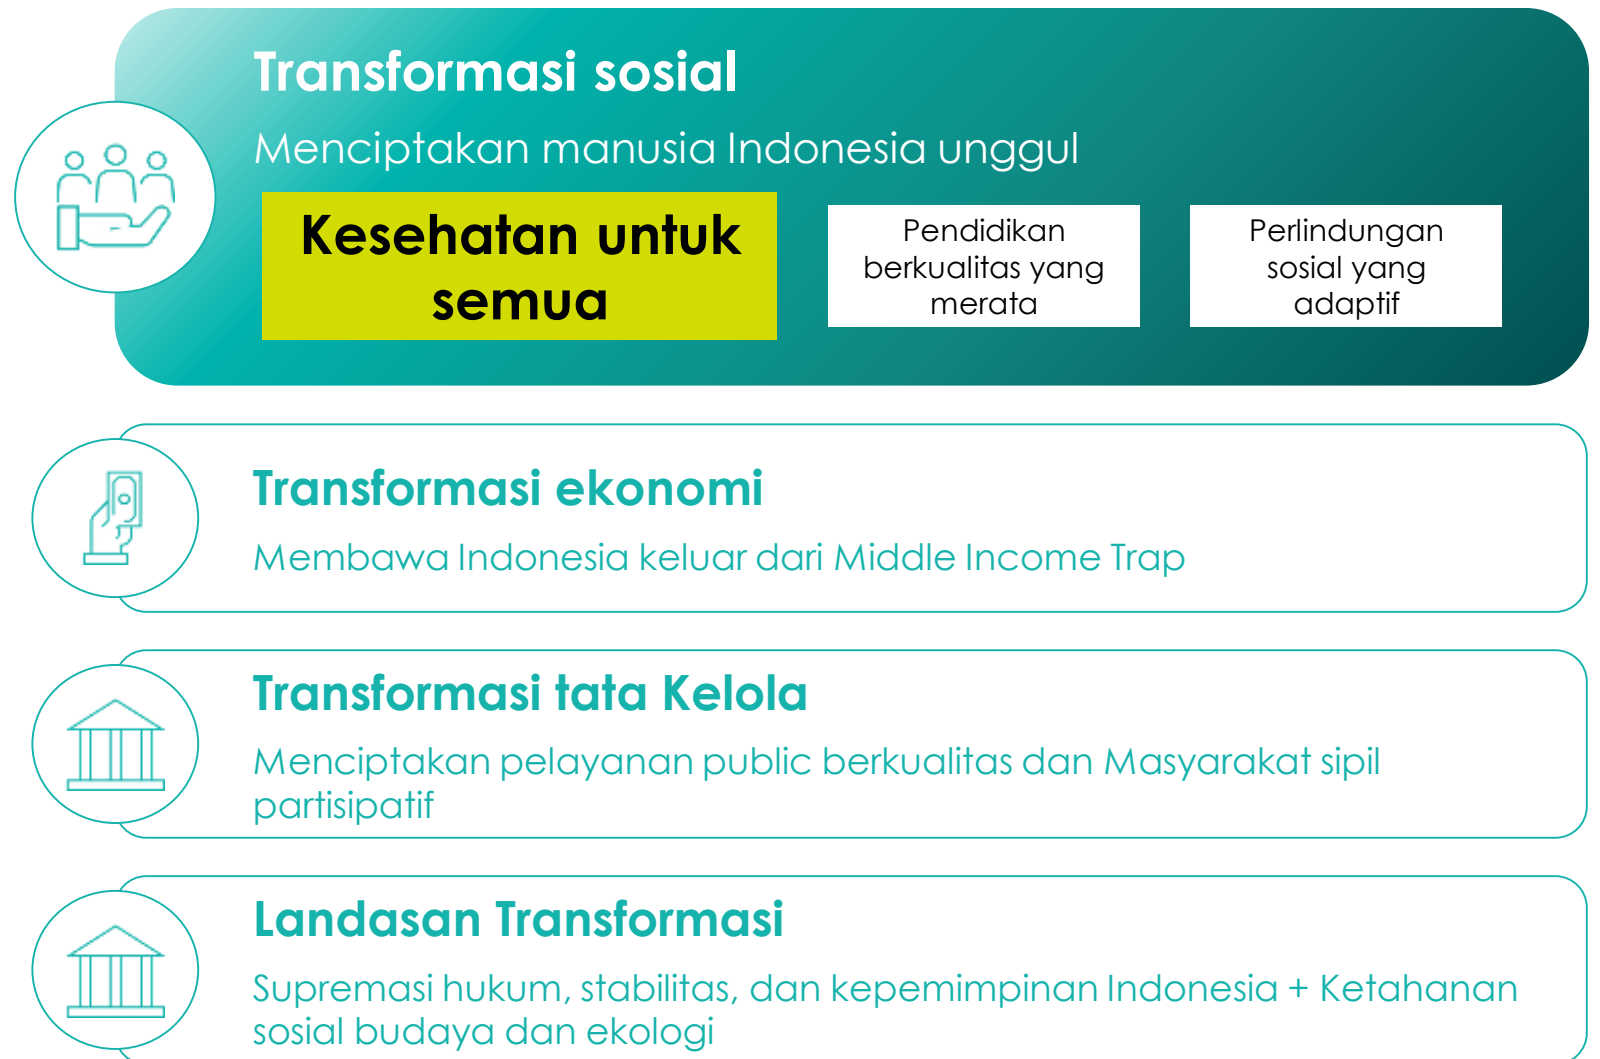 Transformasi sosial
Menciptakan manusia Indonesia unggul
Kesehatan untuk
semua
Pendidikan
berkualitas yang
merata
Perlindungan
sosial yang
adaptif
Transformasi ekonomi
Membawa Indonesia keluar dari Middle Income Trap
Transformasi tata Kelola
Menciptakan pelayanan public berkualitas dan Masyarakat sipil
partisipatif
Landasan Transformasi
Supremasi hukum, stabilitas, dan kepemimpinan Indonesia + Ketahanan
sosial budaya dan ekologi